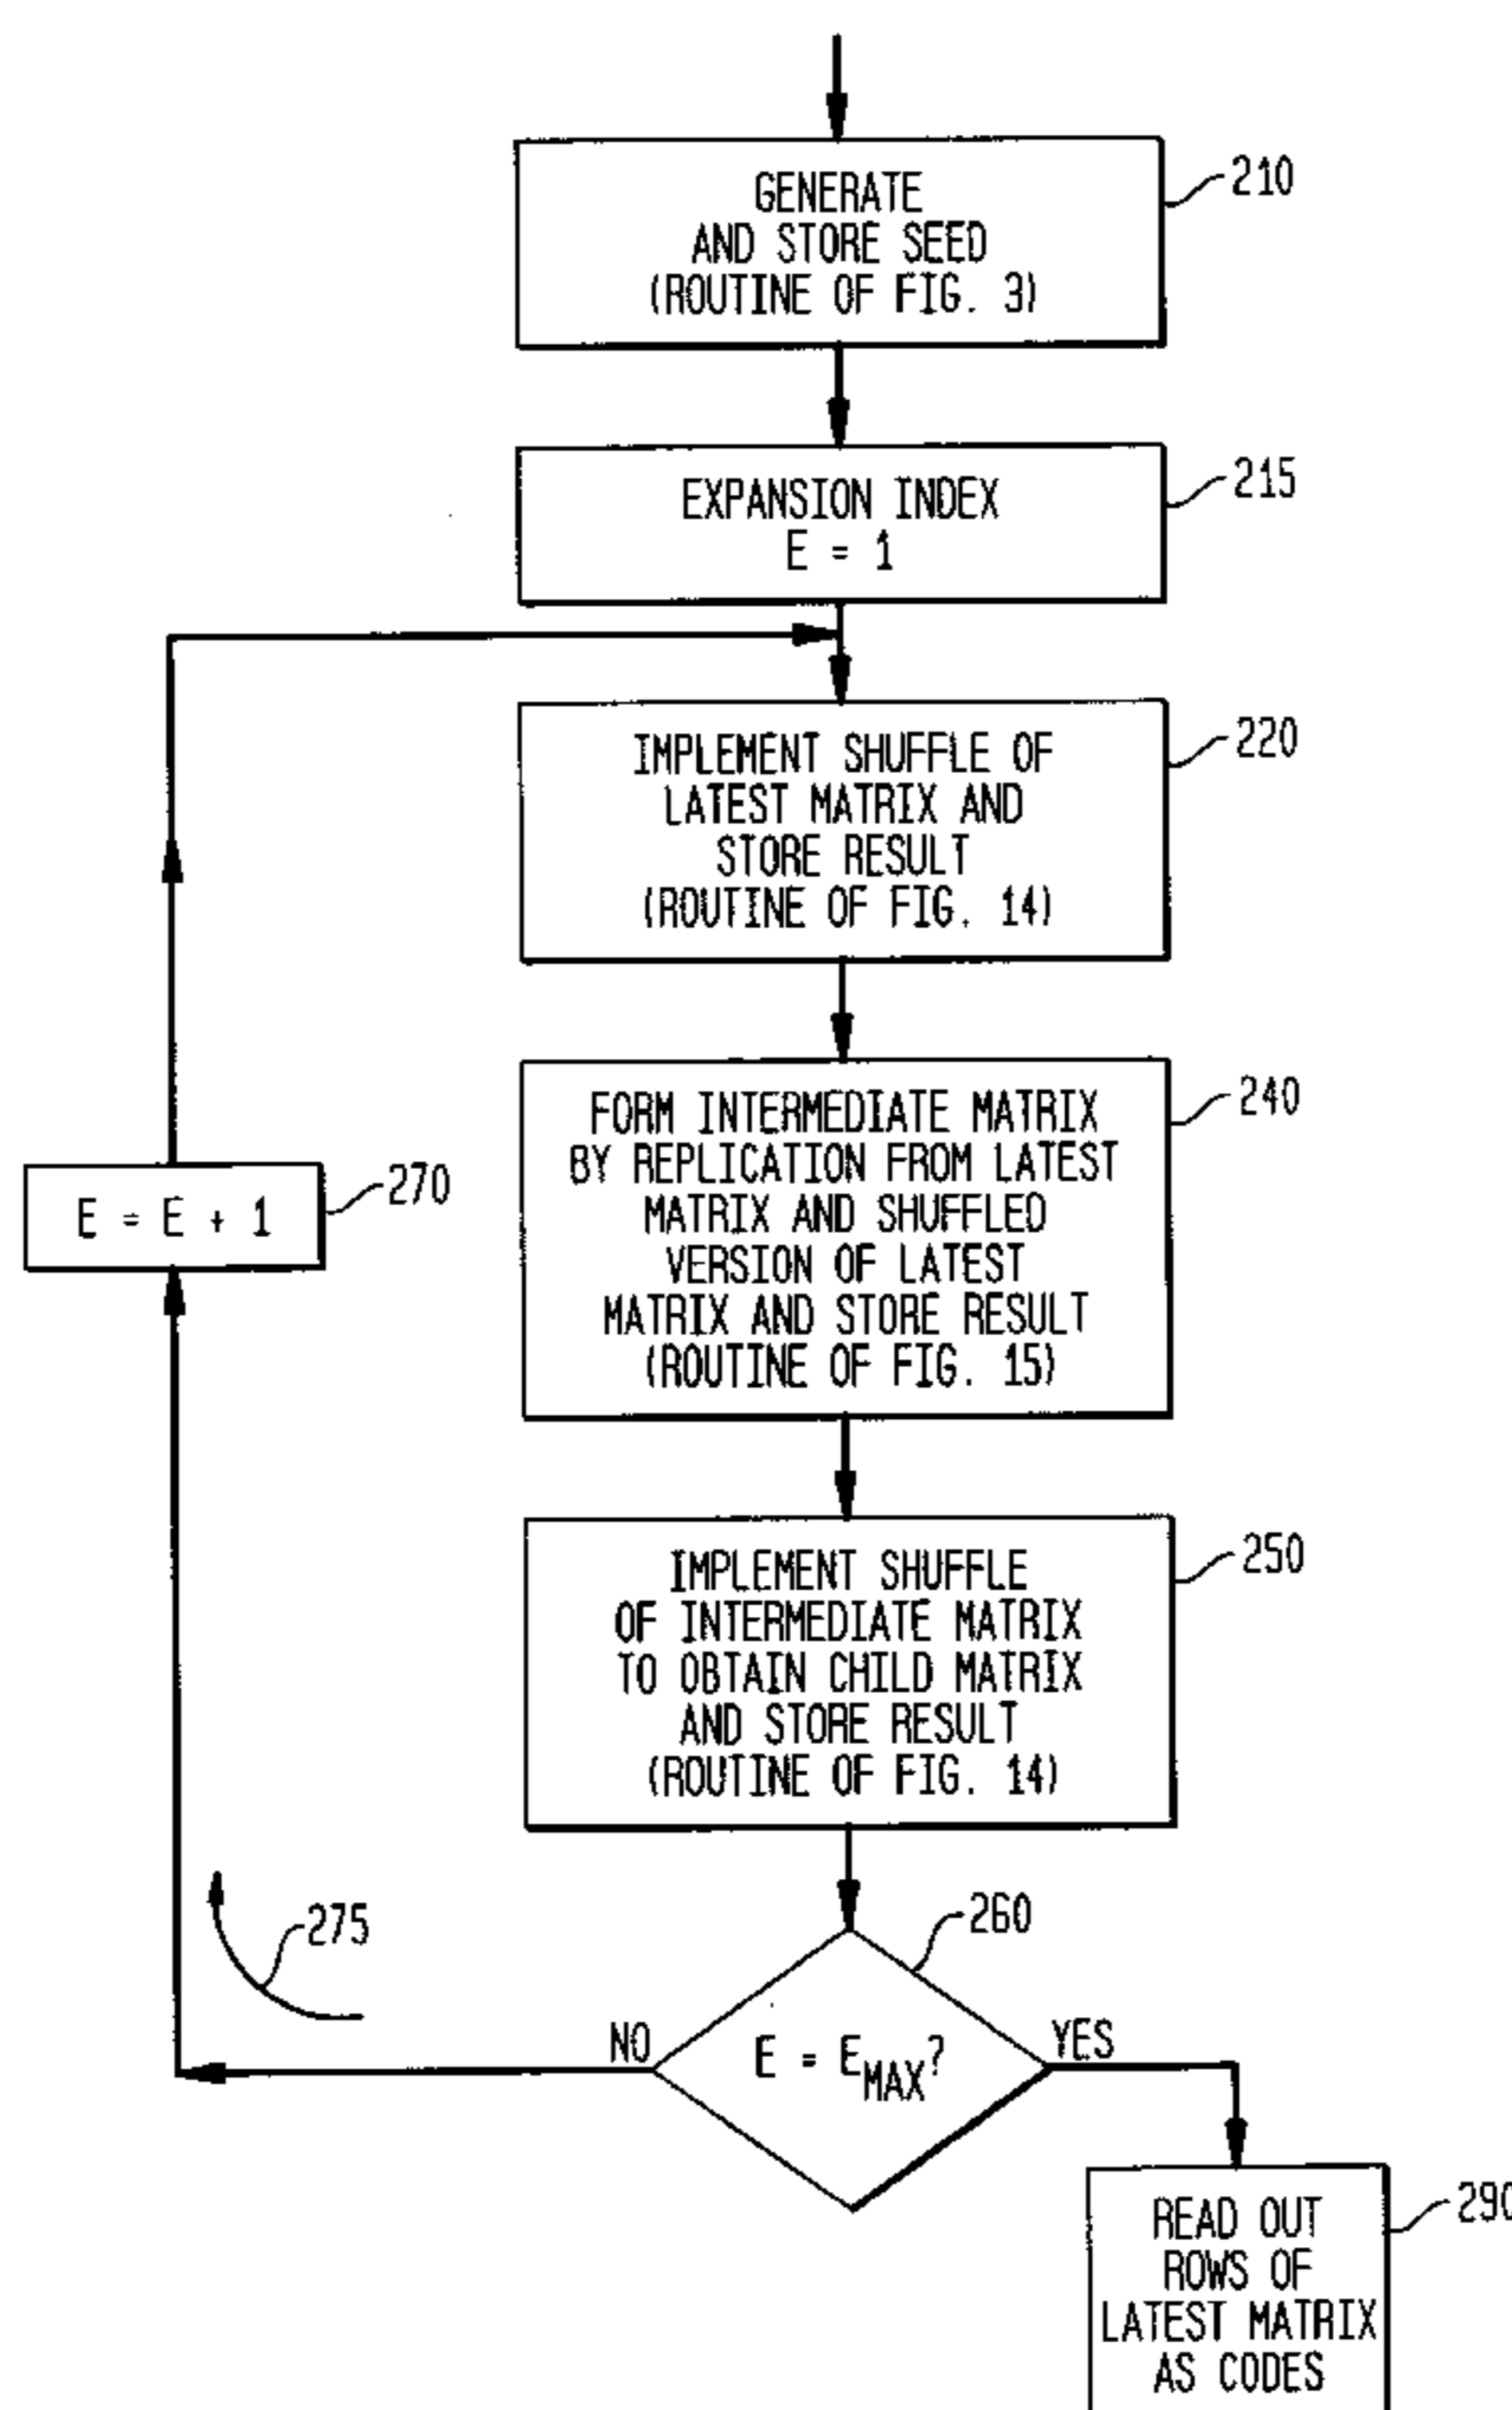 GENERATE
AND STORE SEED
(ROUTINE OF FIG. 3)
210
EXPANSION INDEX
E = 1
215
IMPLEMENT SHUFFLE OF
LATEST MATRIX AND
STORE RESULT
(ROUTINE OF FIG. 14)
220
FORM INTERMEDIATE MATRIX
BY REPLICATION FROM LATEST
MATRIX AND SHUFFLED
VERSION OF LATEST
MATRIX AND STORE RESULT
(ROUTINE OF FIG. 15)
240
E = E + 1
270
IMPLEMENT SHUFFLE
OF INTERMEDIATE MATRIX
TO OBTAIN CHILD MATRIX
AND STORE RESULT
(ROUTINE OF FIG. 14)
250
275
260
NO
E = EMAX?
YES
READ OUT
ROWS OF
LATEST MATRIX
AS CODES
290